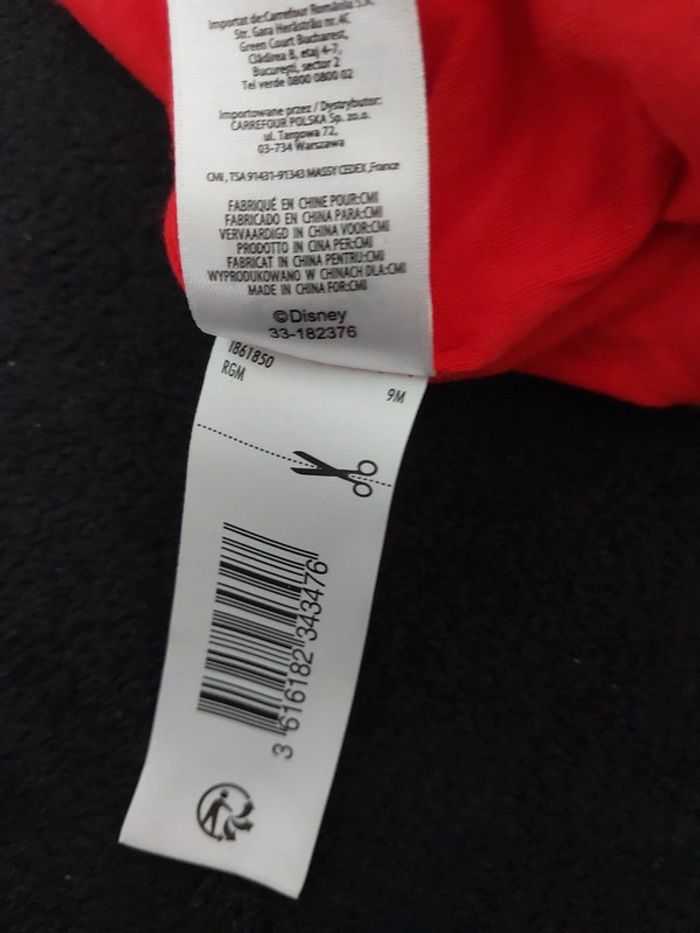 Importat de:Carrefour România S.A.
Str. Gara Herăstrău nr. 4C
Green Court Bucharest,
Clădirea B, etaj 4-7,
Bucureşti, sector 2
Tel verde 0800 0800 02
Importowane przez / Dystrybutor:
CARREFOUR POLSKA Sp. zo.o.
ul. Targowa 72,
03-734 Warszawa
CMI, TSA 91431-91343 MASSY CEDEX,France
FABRIQUÉ EN CHINE POUR:CMI
FABRICADO EN CHINA PARA:CMI
VERVAARDIGD IN CHINA VOOR:CMI
PRODOTTO IN CINA PER:CMI
FABRICAT IN CHINA PENTRU:CMI
WYPRODUKOWANO W CHINACH DLA:CMI
MADE IN CHINA FOR:CMI
©Disney
33-182376
1861850
RGM
9M
3 616182 343476